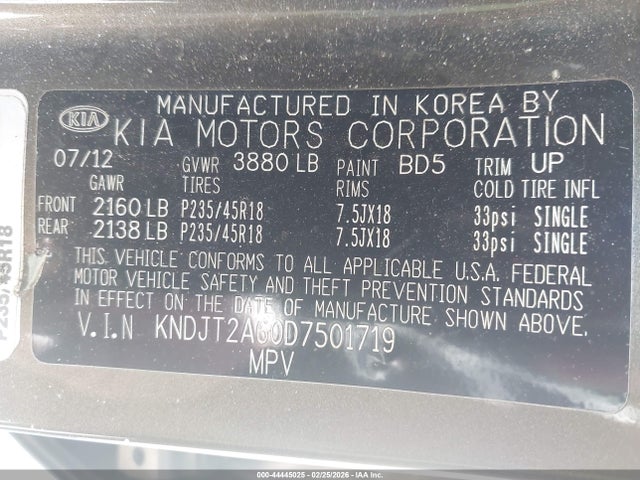 KIA
MANUFACTURED IN KOREA BY
KIA MOTORS CORPORATION
07/12 GVWR 3880 LB PAINT BD5 TRIM UP
GAWR TIRES RIMS COLD TIRE INFL
FRONT 2160 LB P235/45R18 7.5JX18 33psi SINGLE
REAR 2138 LB P235/45R18 7.5JX18 33psi SINGLE
THIS VEHICLE CONFORMS TO ALL APPLICABLE U.S.A. FEDERAL
MOTOR VEHICLE SAFETY AND THEFT PREVENTION STANDARDS
IN EFFECT ON THE DATE OF MANUFACTURE SHOWN ABOVE.
V.I.N KNDJT2A60D7501719
MPV
P235/45R18
000-44445025 - 02/25/2026 - IAAI